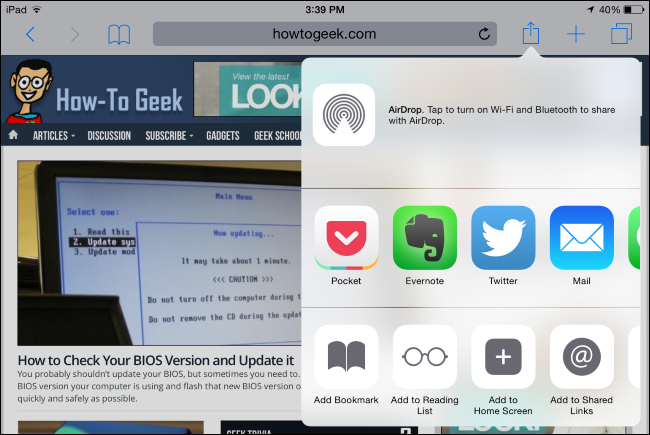 iPad 3:39 PM 40%
howtogeek.com
How-To Geek
View the latest
LOOK!
ARTICLES DISCUSSION SUBSCRIBE GADGETS GEEK SCHOOL
Main Menu
Select one:
1. Read this
2. Update sys
3. Update mod
Now updating...
It may take about 1 minute.
<<< CAUTION >>>
Do not turn off the computer during t
Do not remove the CD during the updat
How to Check Your BIOS Version and Update it
You probably shouldn't update your BIOS, but sometimes you need to.
BIOS version your computer is using and flash that new BIOS version o
quickly and safely as possible.
GEEK TRIVIA
AirDrop. Tap to turn on Wi-Fi and Bluetooth to share
with AirDrop.
Pocket Evernote Twitter Mail
Add Bookmark Add to Reading List Add to Home Screen Add to Shared Links